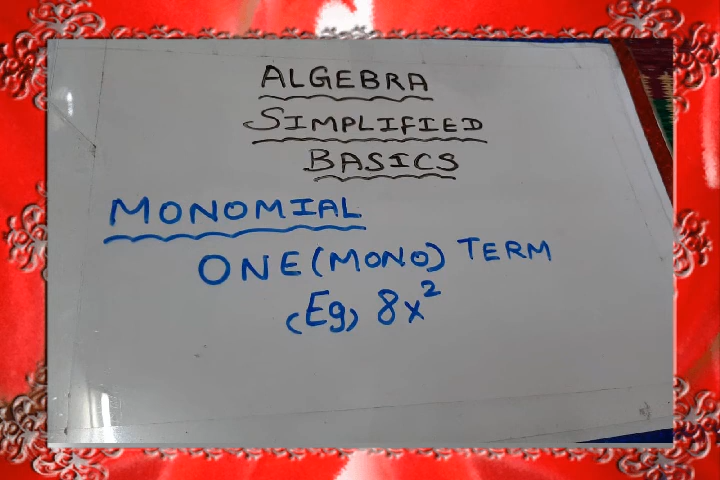 ALGEBRA
SIMPLIFIED
BASICS
MONOMIAL
ONE (MONO) TERM
(Eg) 8x²